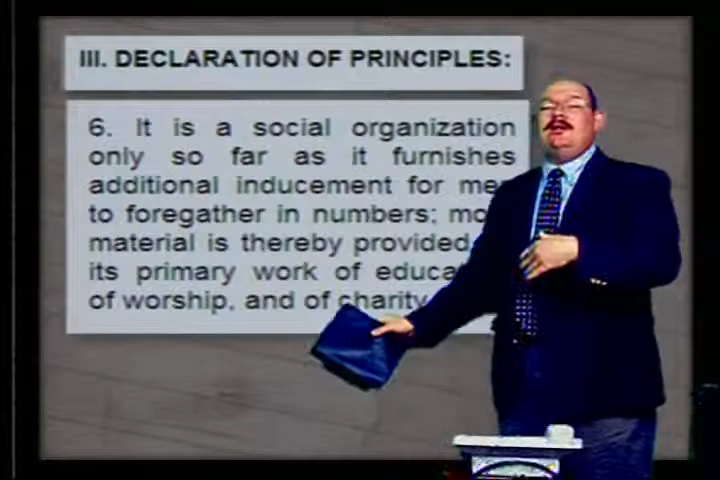 III. DECLARATION OF PRINCIPLES:
6. It is a social organization
only so far as it furnishes
additional inducement for
to foregather in numbers;
material is thereby provided
its primary work of
of worship, and of charity